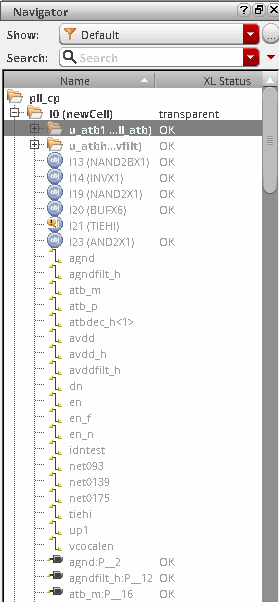 Navigator
Show: Default
Search: Search
Name XL Status
pll_cp
I0 (newCell) transparent
u_atb1 ...ll_atb) OK
u_atbh...vfilt) OK
I13 (NAND2BX1) OK
I14 (INVX1) OK
I19 (NAND2X1) OK
I20 (BUFX6) OK
I21 (TIEHI)
I23 (AND2X1) OK
agnd
agndfilt_h
atb_m
atb_p
atbdec_h<1>
avdd
avdd_h
avddfilt_h
dn
en
en_f
en_n
idntest
net093
net0139
net0175
tiehi
up1
vcocalen
agnd:P__2 OK
agndfilt_h:P__12 OK
atb_m:P__16 OK